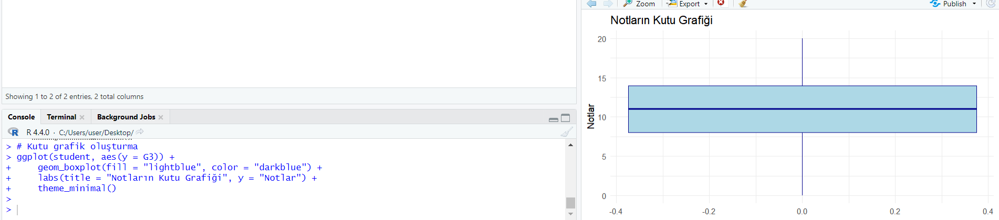 Showing 1 to 2 of 2 entries, 2 total columns
Console Terminal Background Jobs
R 4.4.0 · C:/Users/user/Desktop/
> # Kutu grafik oluşturma
> ggplot(student, aes(y = G3)) +
+     geom_boxplot(fill = "lightblue", color = "darkblue") +
+     labs(title = "Notların Kutu Grafiği", y = "Notlar") +
+     theme_minimal()
>
>
Zoom Export Publish
Notların Kutu Grafiği
Notlar
20
15
10
5
0
-0.4 -0.2 0.0 0.2 0.4